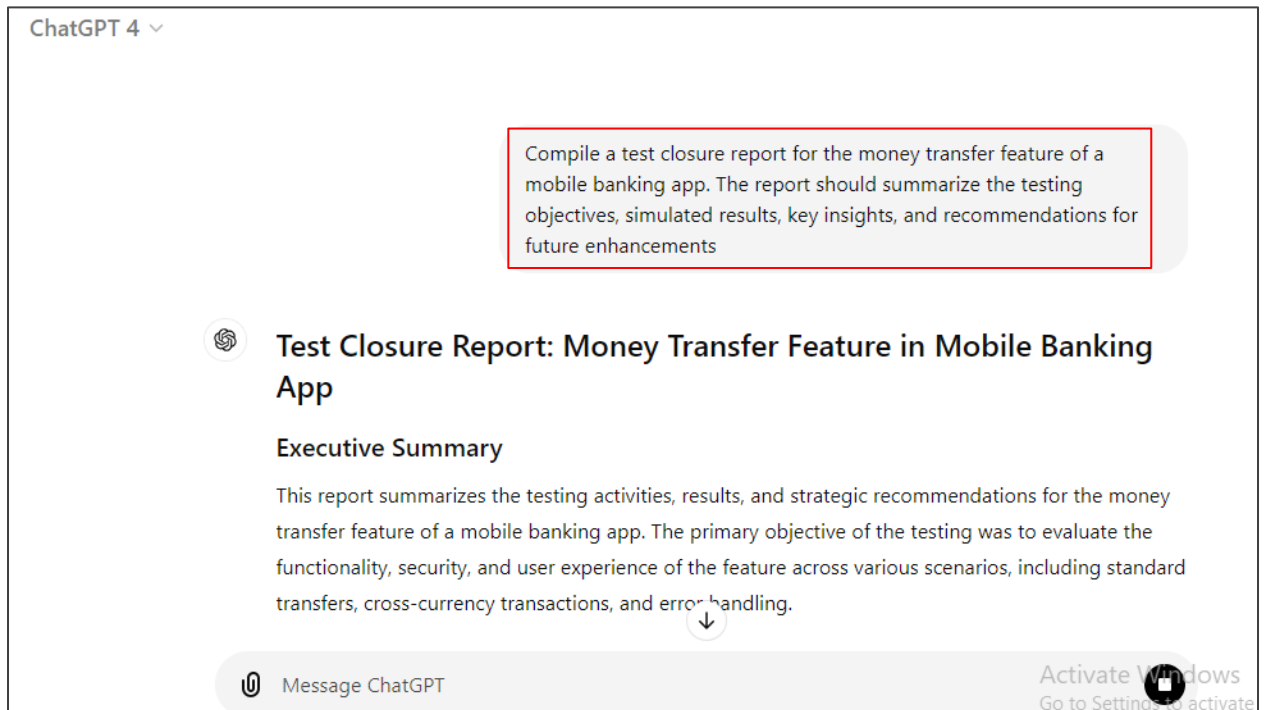 ChatGPT 4
Compile a test closure report for the money transfer feature of a
mobile banking app. The report should summarize the testing
objectives, simulated results, key insights, and recommendations for
future enhancements
Test Closure Report: Money Transfer Feature in Mobile Banking
App
Executive Summary
This report summarizes the testing activities, results, and strategic recommendations for the money
transfer feature of a mobile banking app. The primary objective of the testing was to evaluate the
functionality, security, and user experience of the feature across various scenarios, including standard
transfers, cross-currency transactions, and error handling.
Message ChatGPT
Activate Windows
Go to Settings to activate